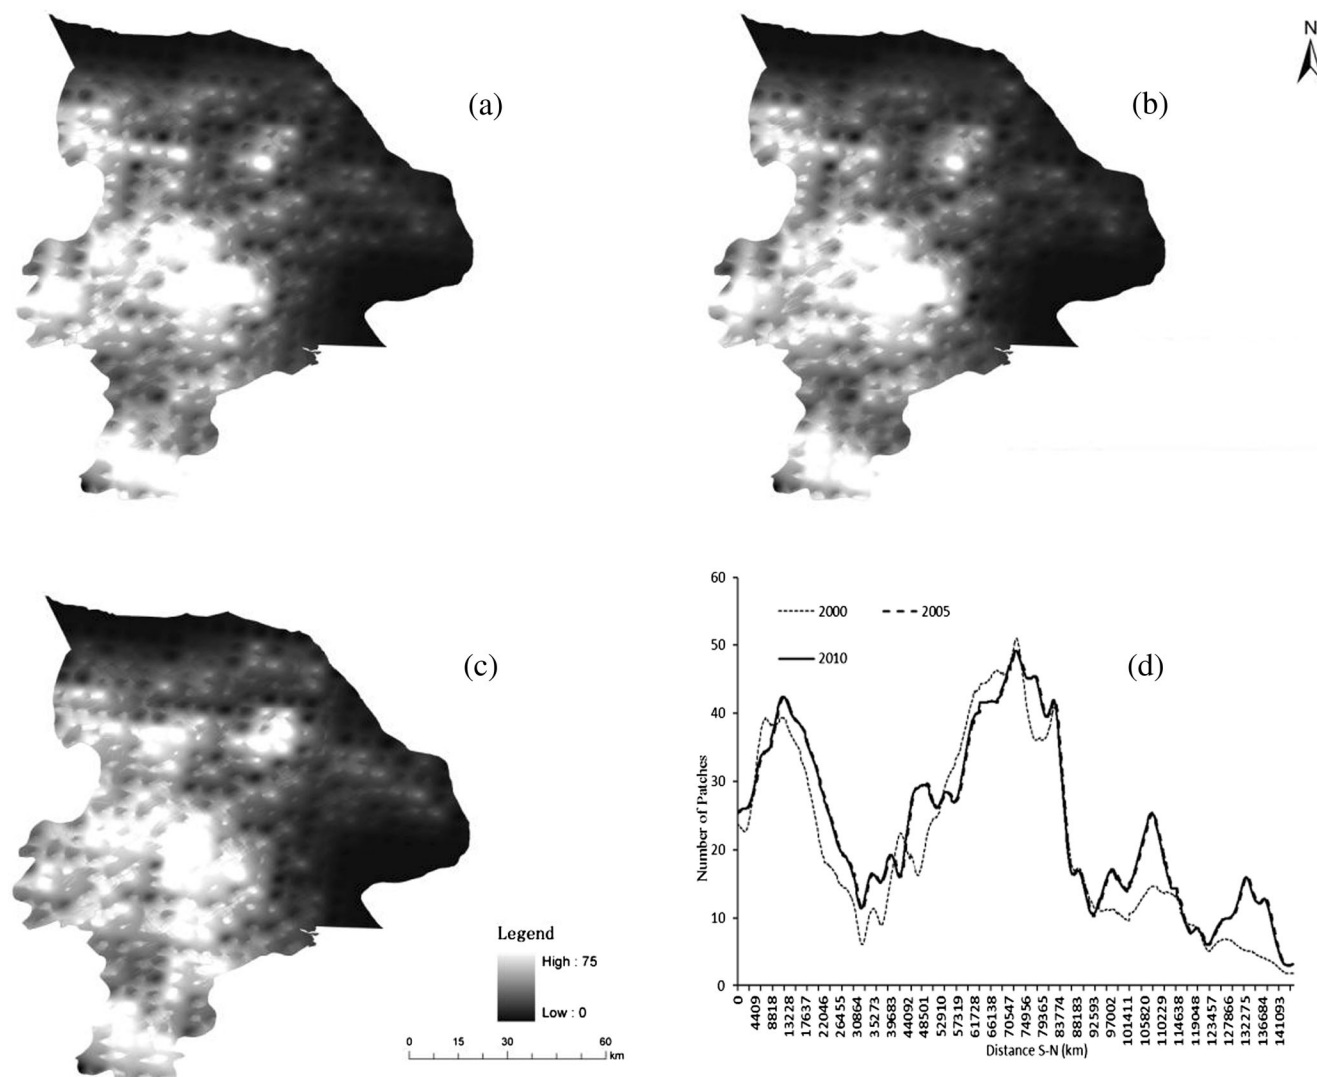 N
(a)
(b)
(c)
Legend
High : 75
Low : 0
0 15 30 60
km
(d)
60
50
40
30
20
10
0
2000
2005
2010
Number of Patches
0 4409 8818 13228 17637 22046 26455 30864 35273 39683 44092 48501 52910 57319 61728 66138 70547 74956 79365 83774 88183 92593 97002 101411 105820 110229 114638 119048 123457 127866 132275 136684 141093
Distance S-N (km)